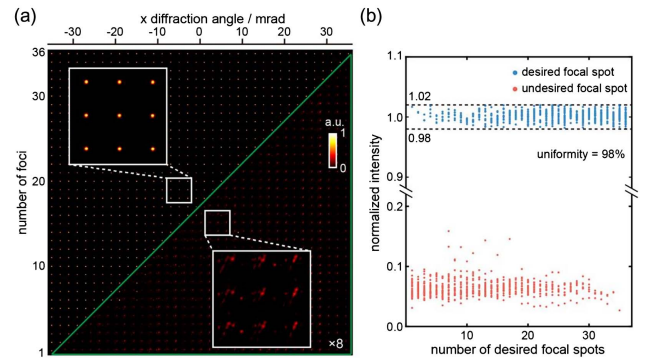 (a)
x diffraction angle / mrad
-30 -20 -10 0 10 20 30
number of foci
36
30
20
10
1
a.u.
1
0
×8
(b)
normalized intensity
1.1
1.0
0.9
0.2
0.1
0.0
desired focal spot
undesired focal spot
1.02
0.98
uniformity = 98%
10 20 30
number of desired focal spots